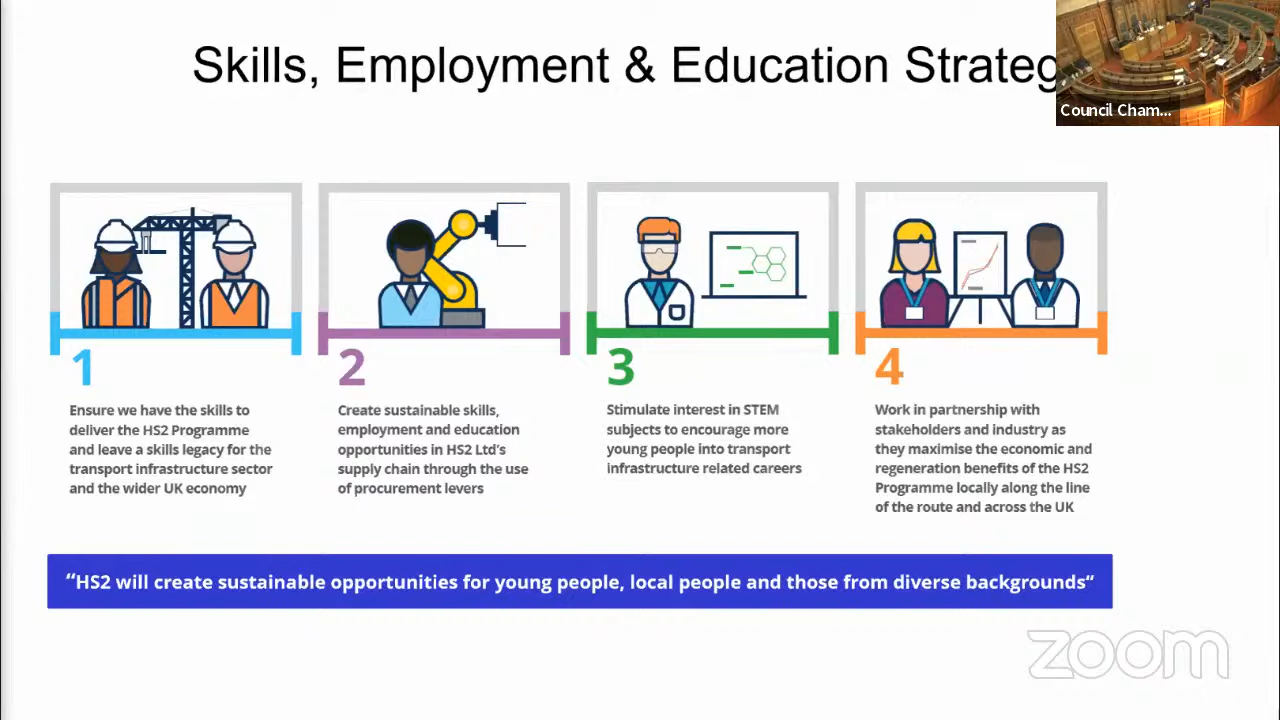 Skills, Employment & Education Strateg
Council Cham...
1
Ensure we have the skills to
deliver the HS2 Programme
and leave a skills legacy for the
transport infrastructure sector
and the wider UK economy
2
Create sustainable skills,
employment and education
opportunities in HS2 Ltd's
supply chain through the use
of procurement levers
3
Stimulate interest in STEM
subjects to encourage more
young people into transport
infrastructure related careers
4
Work in partnership with
stakeholders and industry as
they maximise the economic and
regeneration benefits of the HS2
Programme locally along the line
of the route and across the UK
“HS2 will create sustainable opportunities for young people, local people and those from diverse backgrounds“
zoom